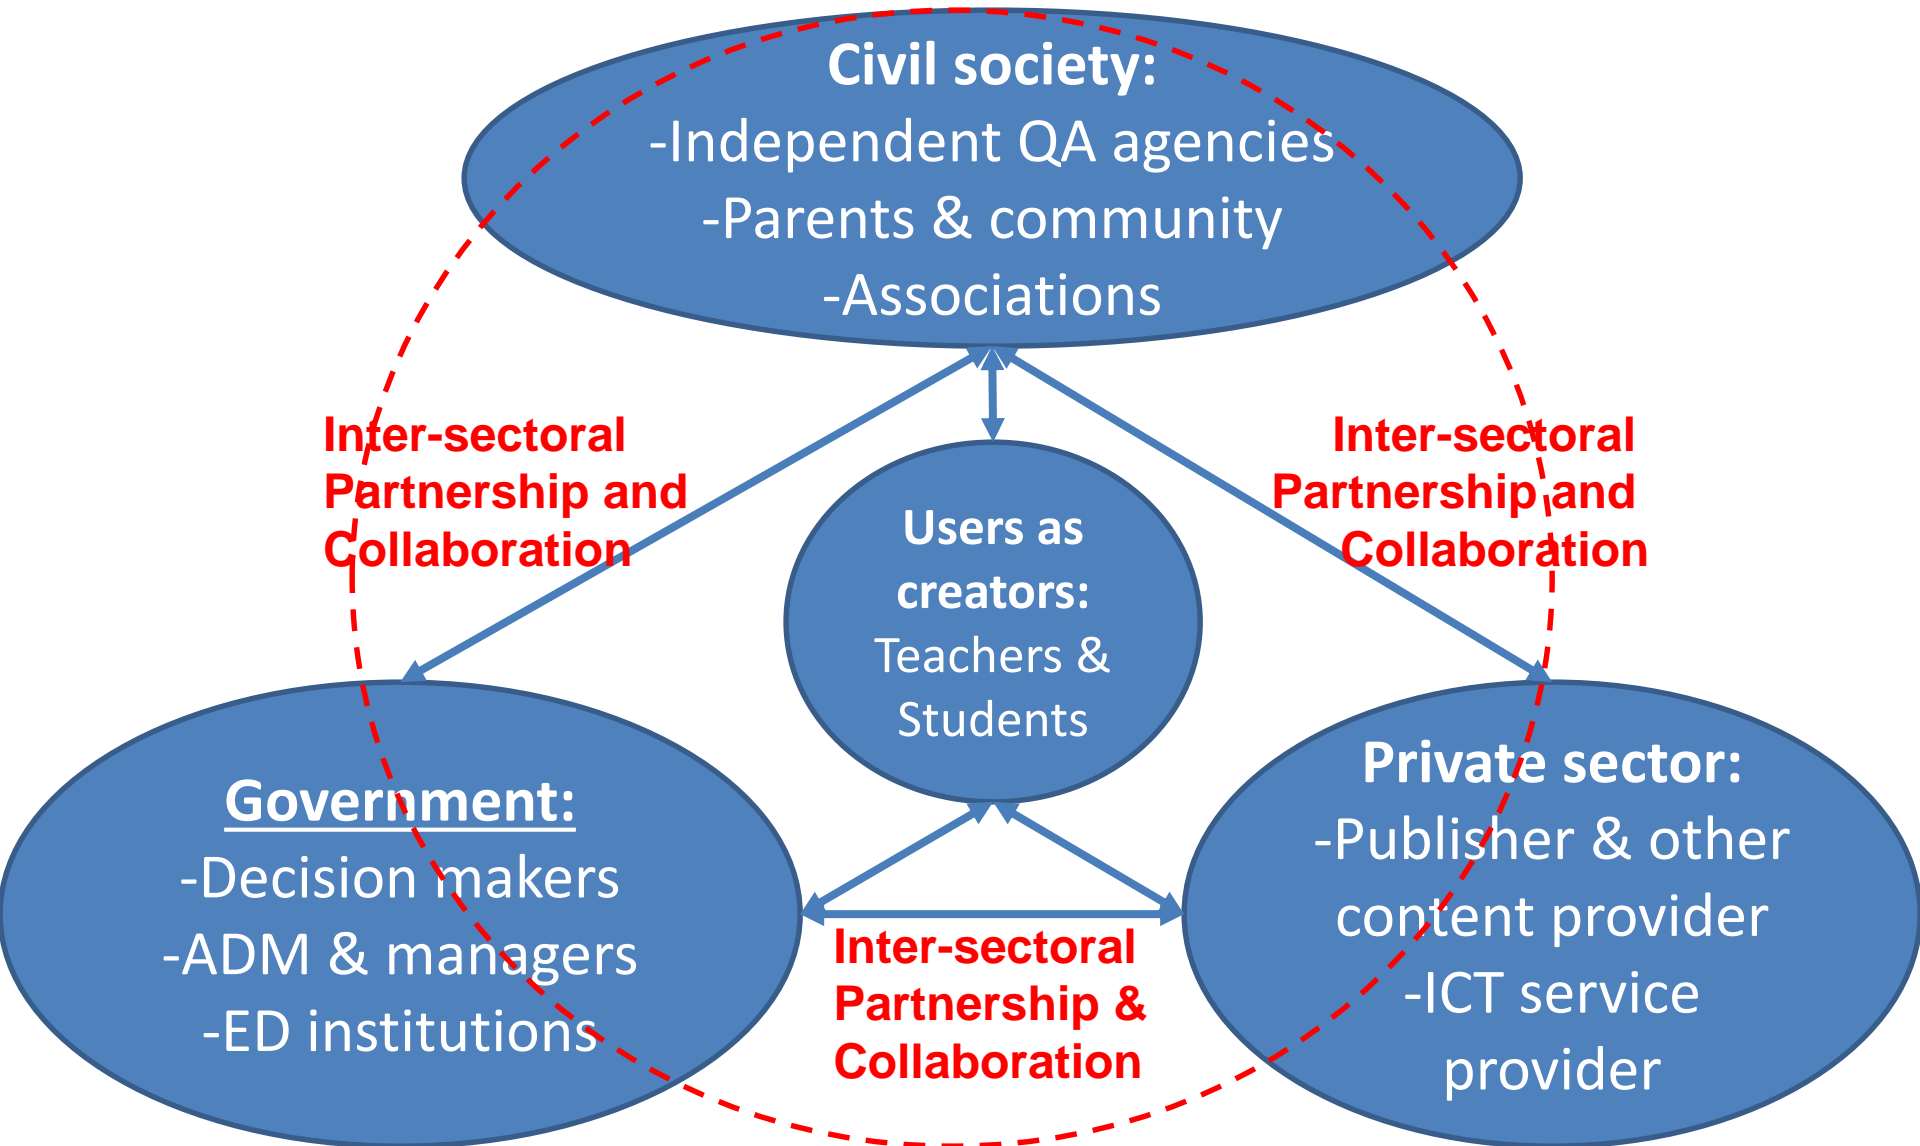 Civil society:
-Independent QA agencies
-Parents & community
-Associations
Inter-sectoral
Partnership and
Collaboration
Inter-sectoral
Partnership and
Collaboration
Users as
creators:
Teachers &
Students
Government:
-Decision makers
-ADM & managers
-ED institutions
Private sector:
-Publisher & other
content provider
-ICT service
provider
Inter-sectoral
Partnership &
Collaboration